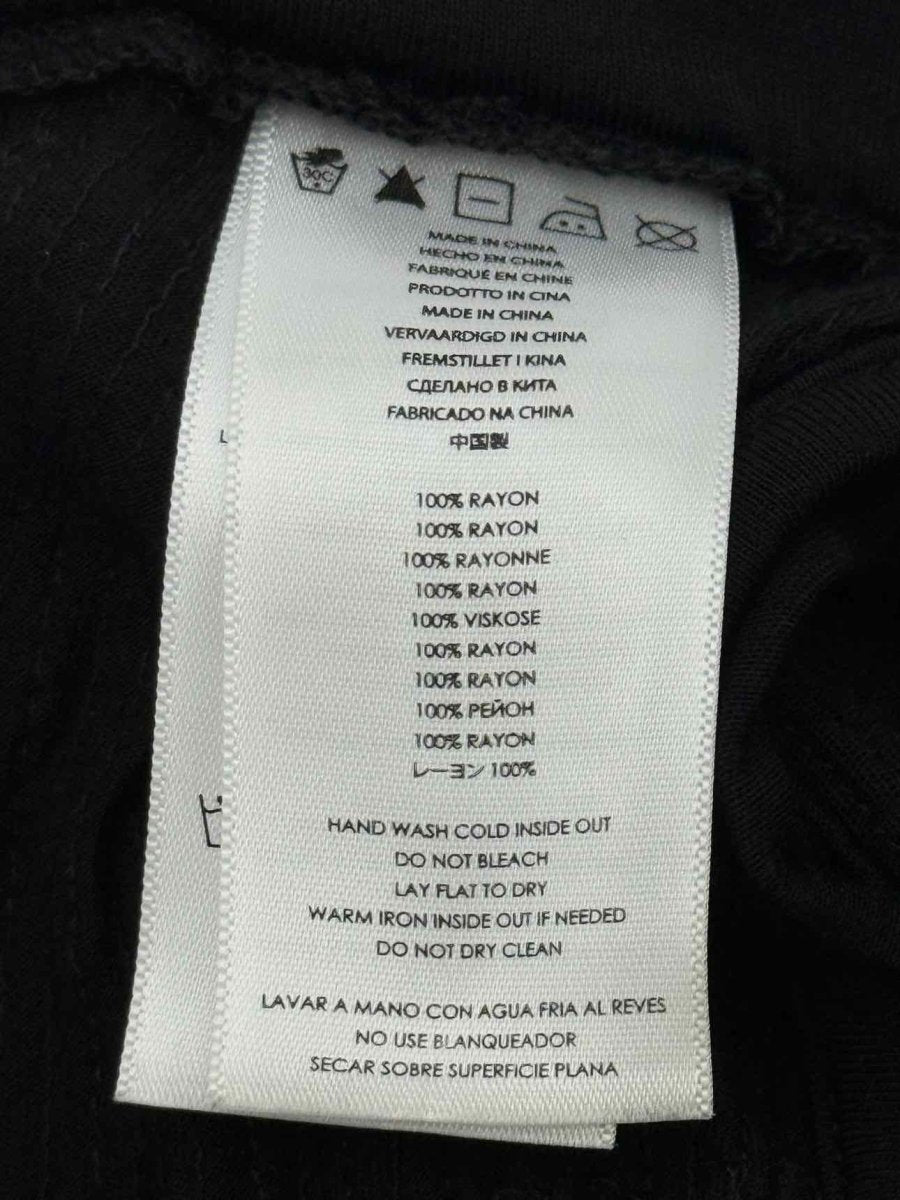 30C
MADE IN CHINA
HECHO EN CHINA
FABRIQUÉ EN CHINE
PRODOTTO IN CINA
MADE IN CHINA
VERVAARDIGD IN CHINA
FREMSTILLET I KINA
СДЕЛАНО В КИТА
FABRICADO NA CHINA
中国製
100% RAYON
100% RAYON
100% RAYONNE
100% RAYON
100% VISKOSE
100% RAYON
100% RAYON
100% РЕЙОН
100% RAYON
レーヨン 100%
HAND WASH COLD INSIDE OUT
DO NOT BLEACH
LAY FLAT TO DRY
WARM IRON INSIDE OUT IF NEEDED
DO NOT DRY CLEAN
LAVAR A MANO CON AGUA FRIA AL REVES
NO USE BLANQUEADOR
SECAR SOBRE SUPERFICIE PLANA